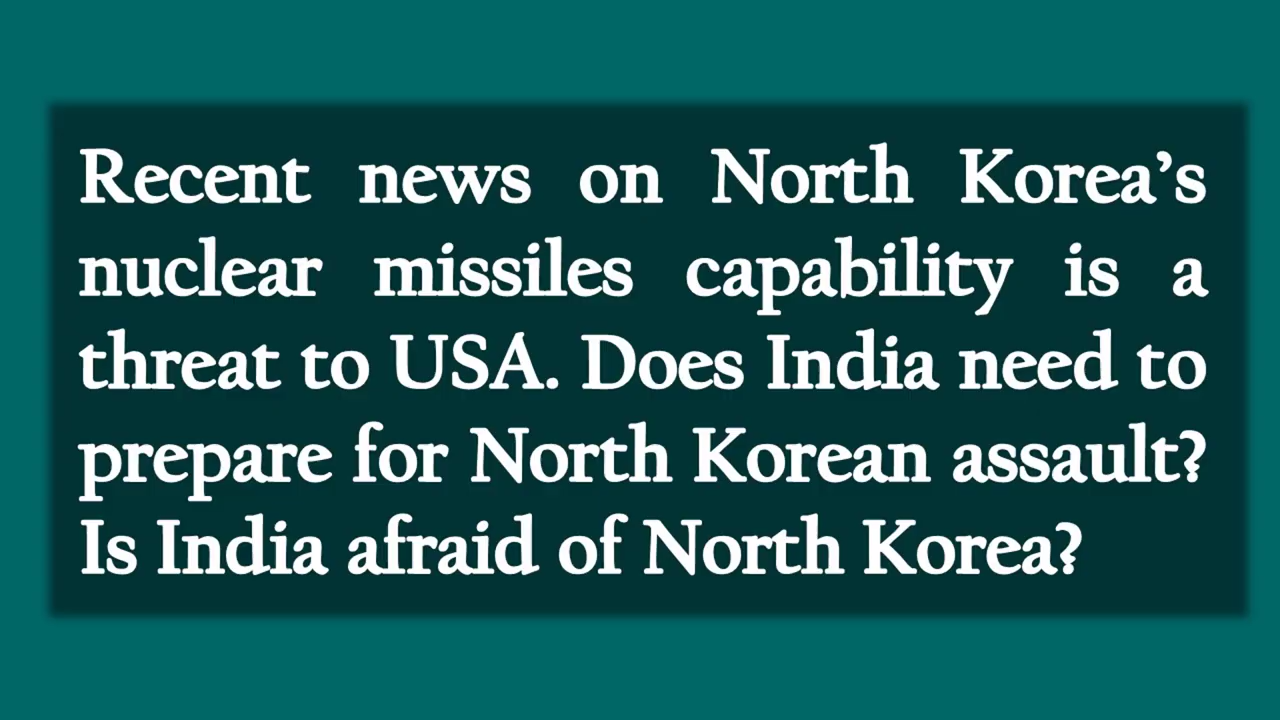 Recent news on North Korea’s
nuclear missiles capability is a
threat to USA. Does India need to
prepare for North Korean assault?
Is India afraid of North Korea?